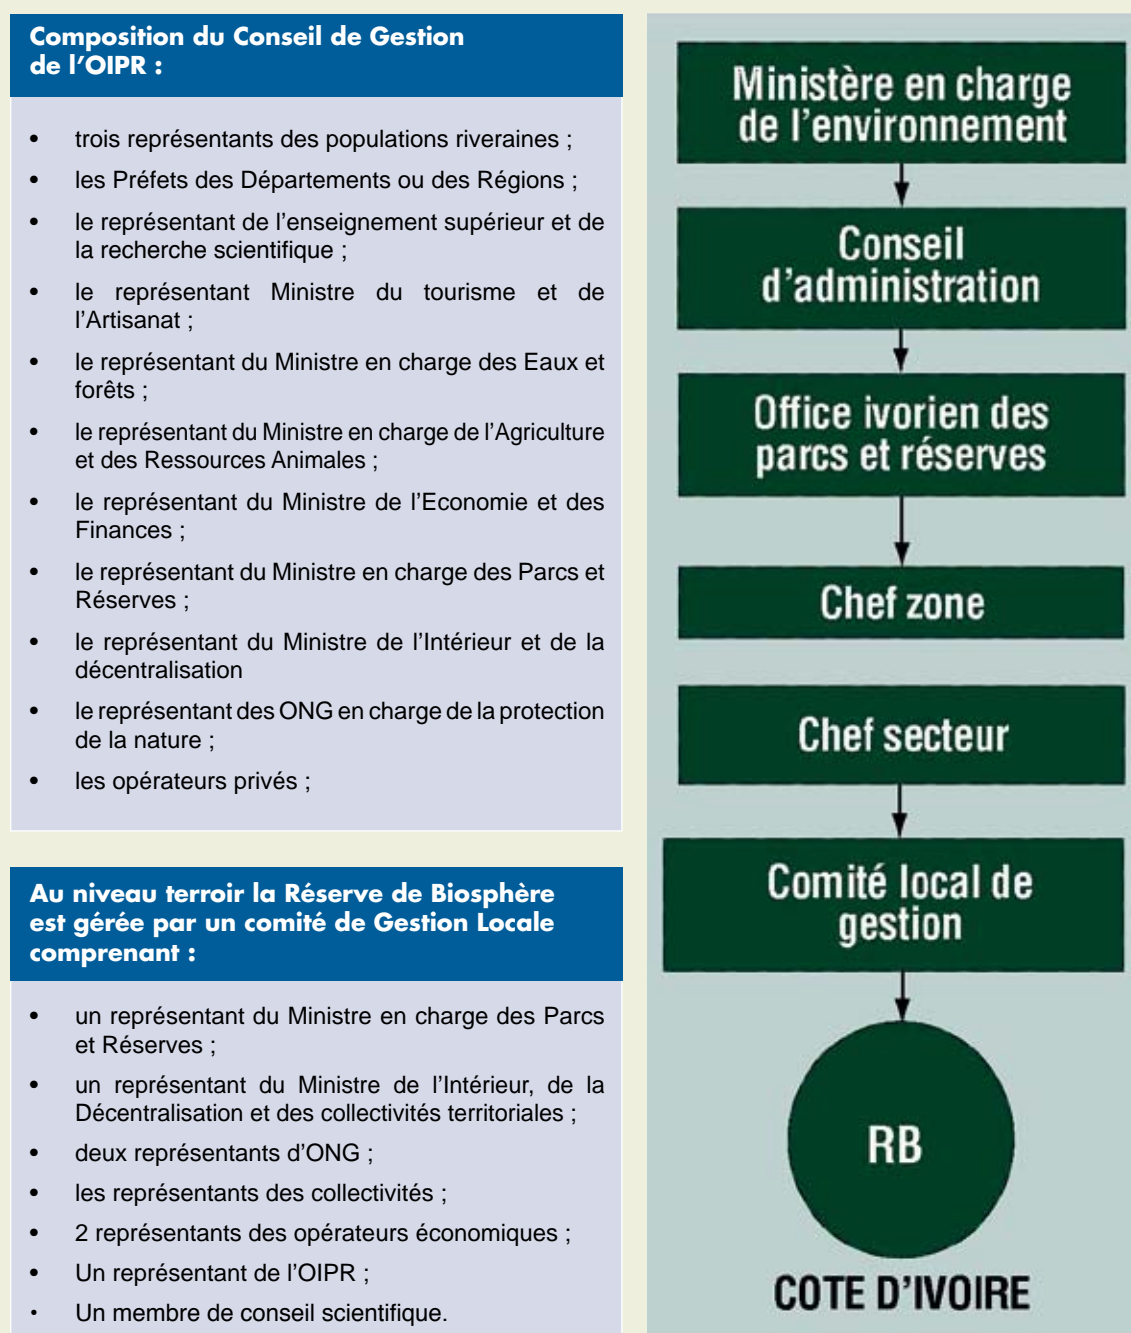 Composition du Conseil de Gestion
de l'OIPR :
• trois représentants des populations riveraines ;
• les Préfets des Départements ou des Régions ;
• le représentant de l'enseignement supérieur et de
la recherche scientifique ;
• le représentant Ministre du tourisme et de
l'Artisanat ;
• le représentant du Ministre en charge des Eaux et
forêts ;
• le représentant du Ministre en charge de l'Agriculture
et des Ressources Animales ;
• le représentant du Ministre de l'Economie et des
Finances ;
• le représentant du Ministre en charge des Parcs et
Réserves ;
• le représentant du Ministre de l'Intérieur et de la
décentralisation
• le représentant des ONG en charge de la protection
de la nature ;
• les opérateurs privés ;
Au niveau terroir la Réserve de Biosphère
est gérée par un comité de Gestion Locale
comprenant :
• un représentant du Ministre en charge des Parcs
et Réserves ;
• un représentant du Ministre de l'Intérieur, de la
Décentralisation et des collectivités territoriales ;
• deux représentants d'ONG ;
• les représentants des collectivités ;
• 2 représentants des opérateurs économiques ;
• Un représentant de l'OIPR ;
• Un membre de conseil scientifique.
Ministère en charge
de l'environnement
Conseil
d'administration
Office ivorien des
parcs et réserves
Chef zone
Chef secteur
Comité local de
gestion
RB
COTE D'IVOIRE